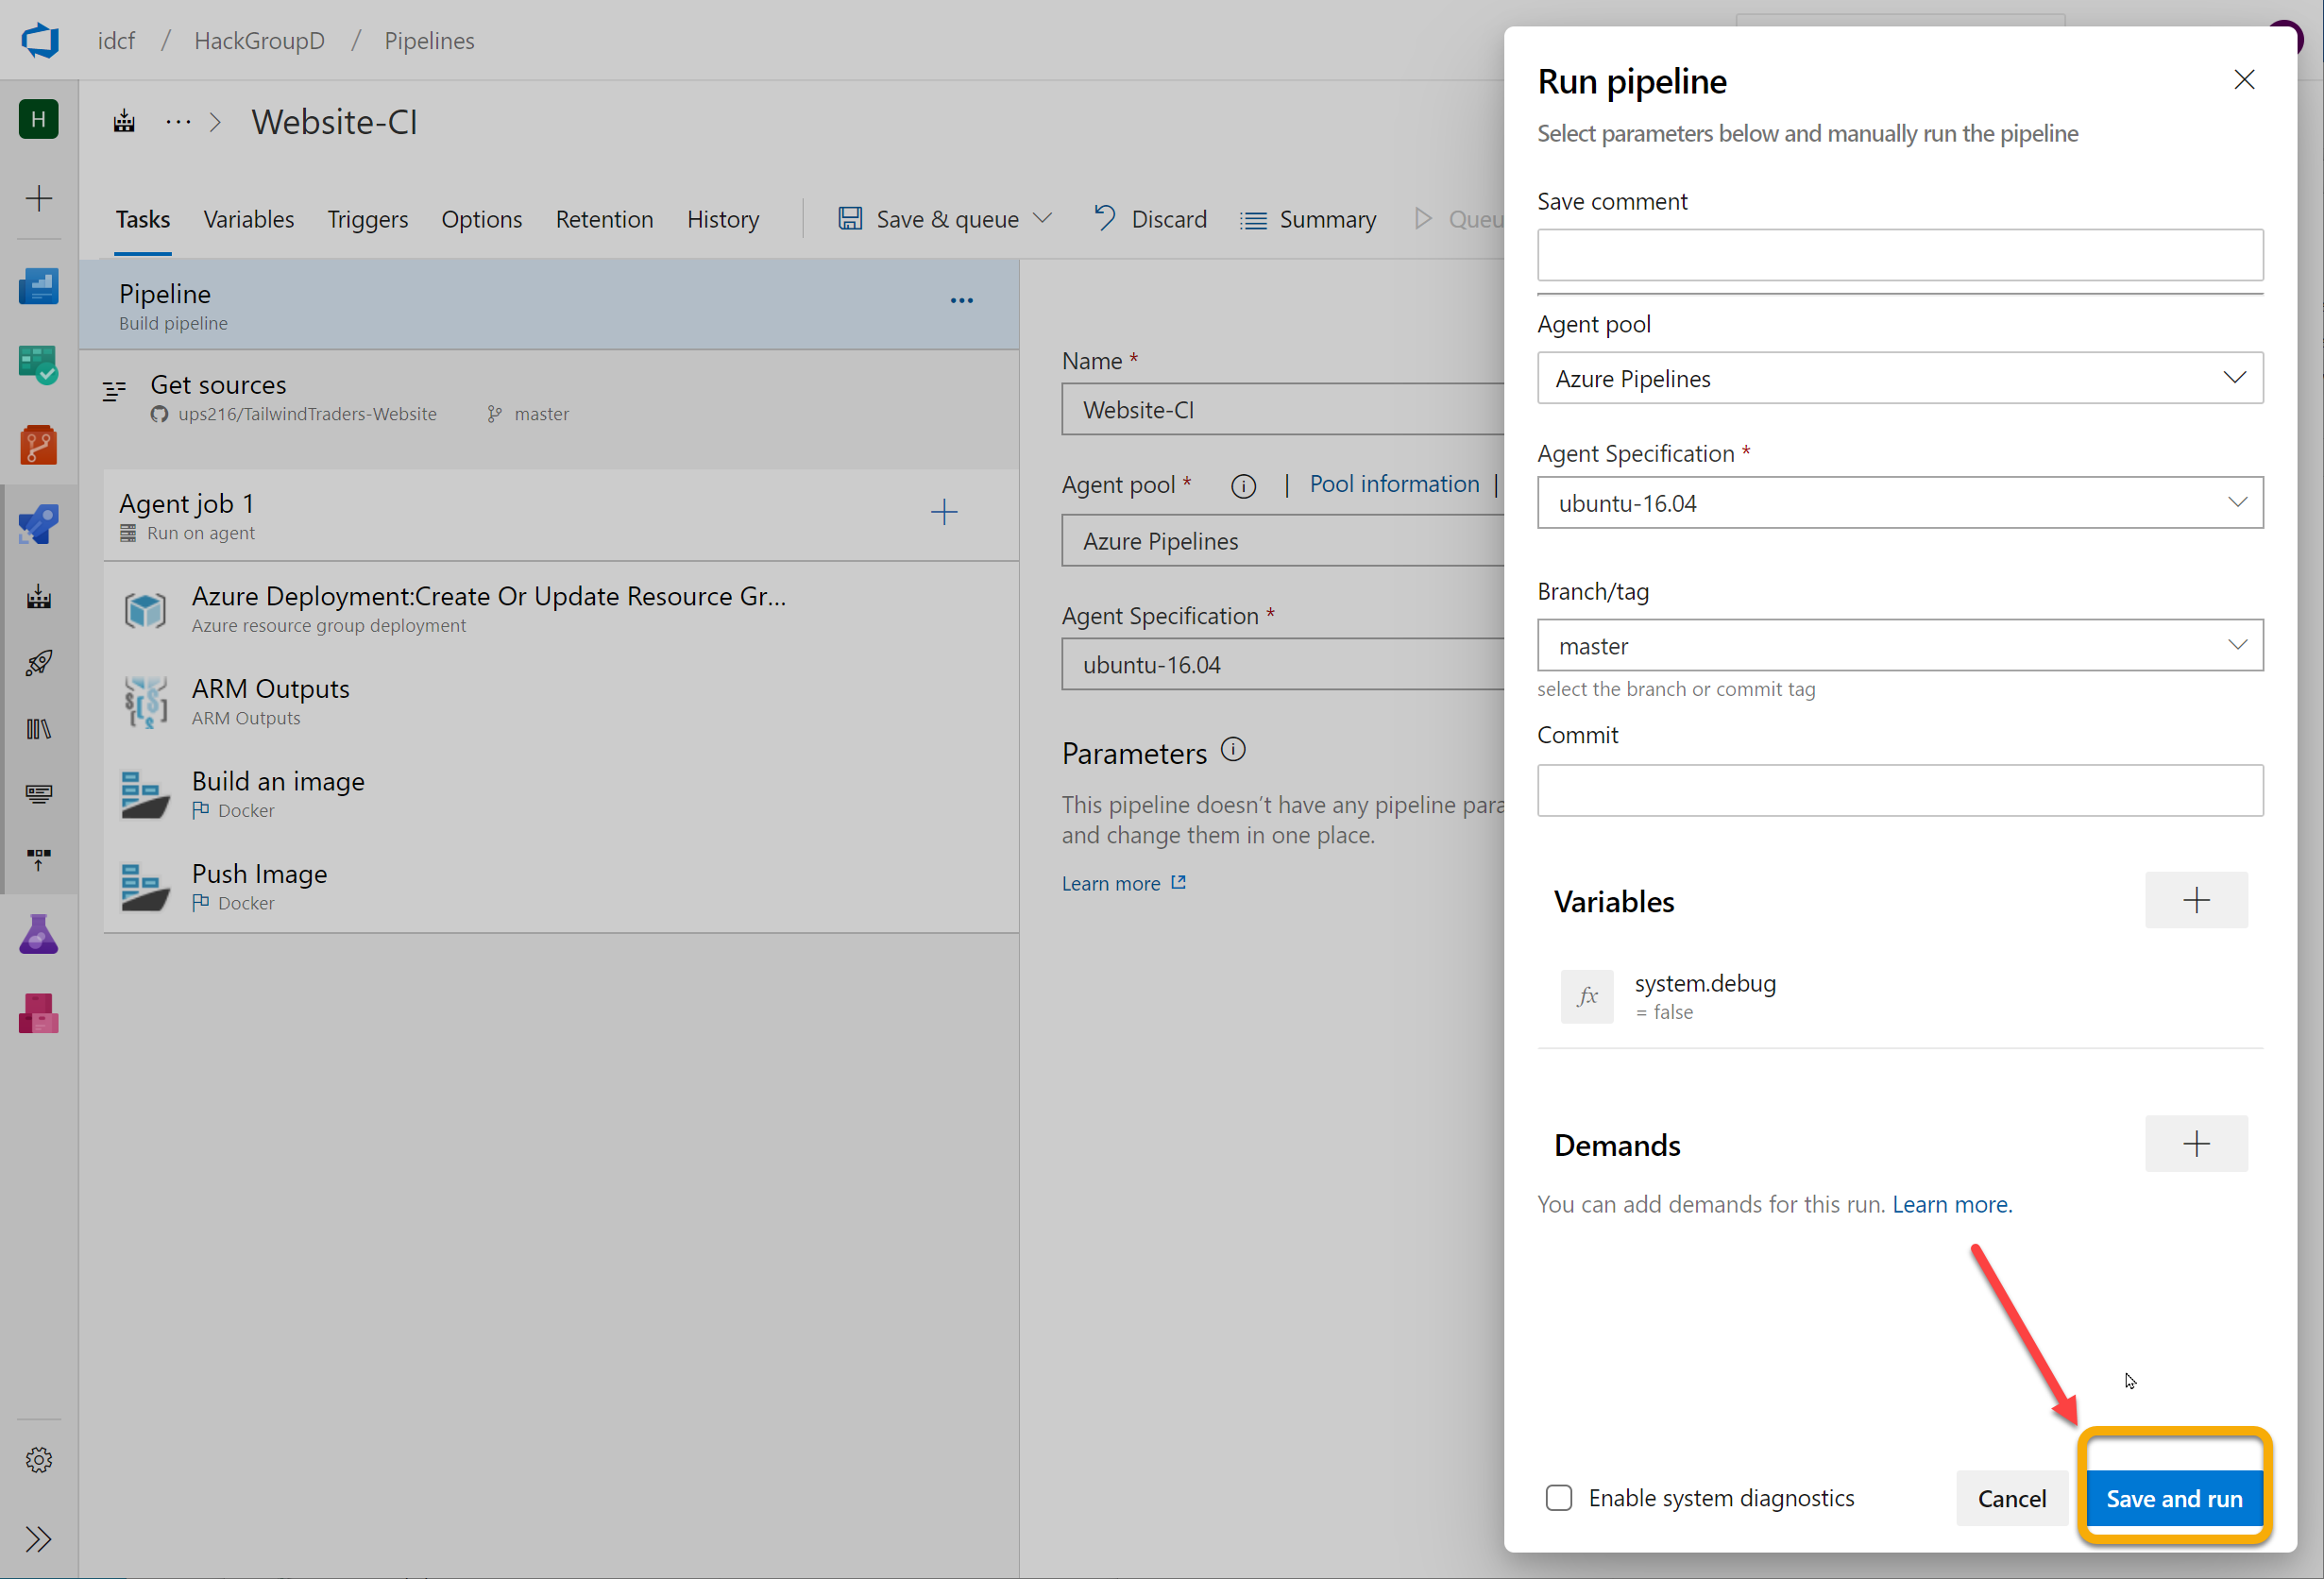 idcf / HackGroupD / Pipelines
H
··· > Website-CI
Tasks Variables Triggers Options Retention History Save & queue Discard Summary Queu
Pipeline
Build pipeline
Get sources
ups216/TailwindTraders-Website master
Agent job 1
Run on agent
Azure Deployment:Create Or Update Resource Gr...
Azure resource group deployment
ARM Outputs
ARM Outputs
Build an image
Docker
Push Image
Docker
Name *
Website-CI
Agent pool * | Pool information |
Azure Pipelines
Agent Specification *
ubuntu-16.04
Parameters
This pipeline doesn't have any pipeline para
and change them in one place.
Learn more
Run pipeline
Select parameters below and manually run the pipeline
Save comment
Agent pool
Azure Pipelines
Agent Specification *
ubuntu-16.04
Branch/tag
master
select the branch or commit tag
Commit
Variables
fx
system.debug
= false
Demands
You can add demands for this run. Learn more.
Enable system diagnostics
Cancel
Save and run